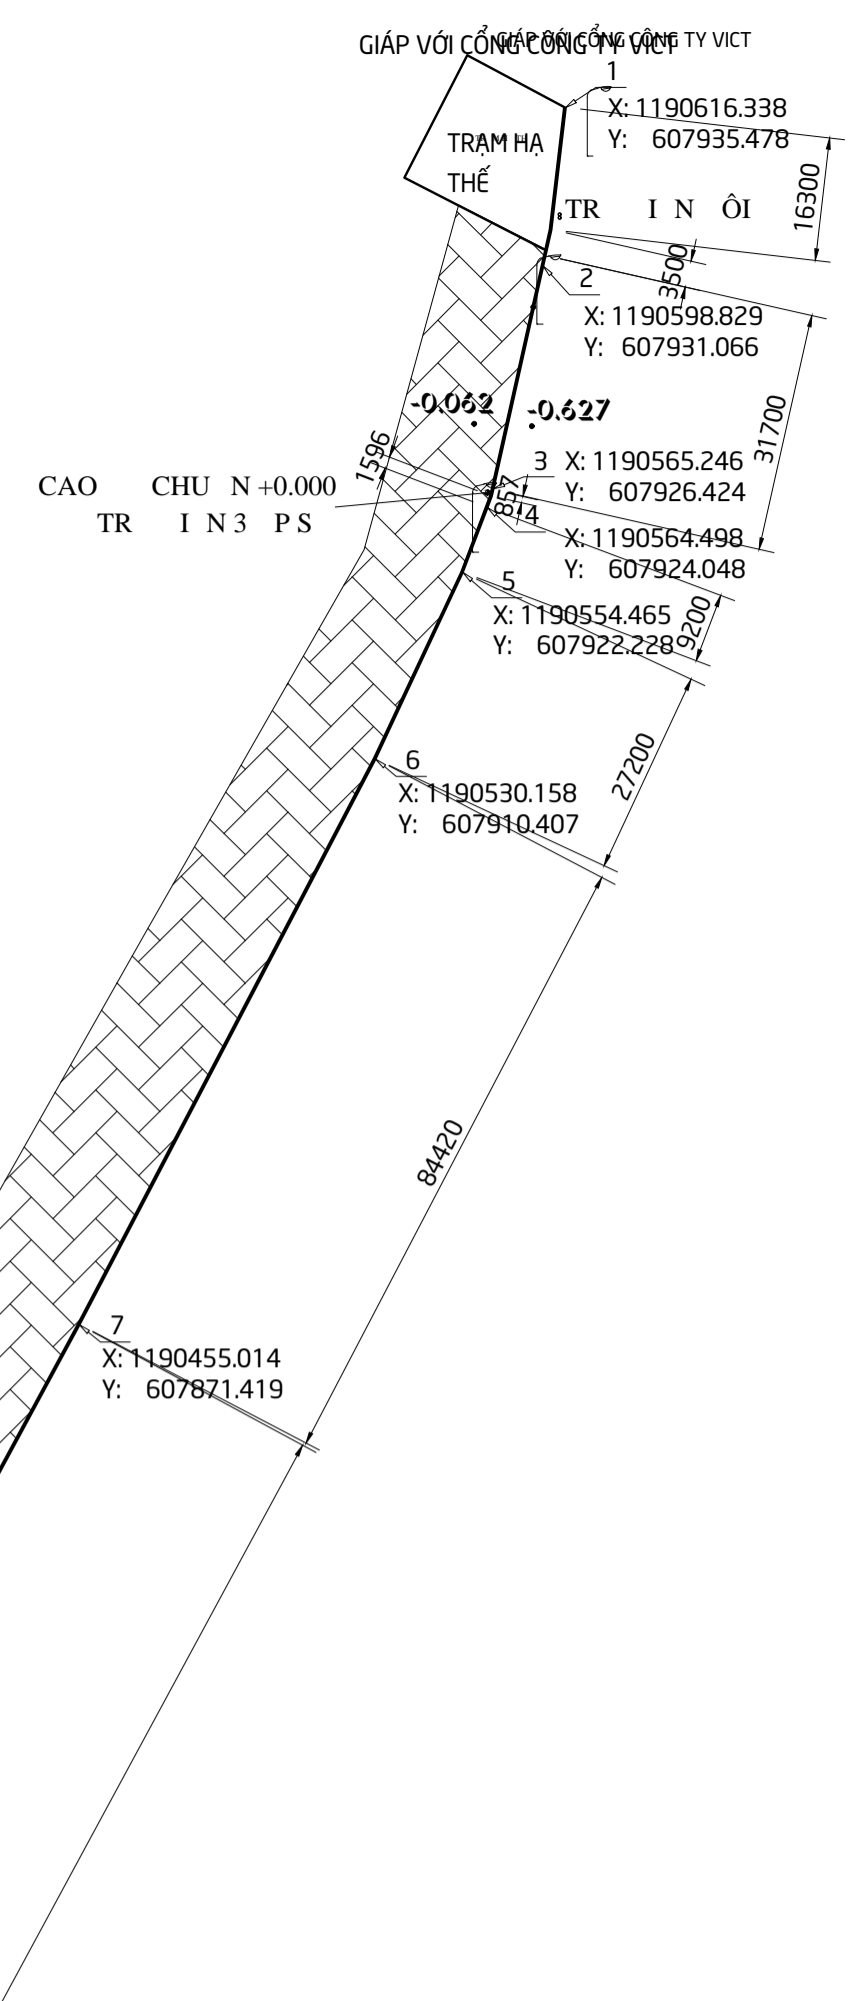 GIÁP VỚI CỔNG CÔNG TY VICT
GIÁP VỚI CỔNG CÔNG TY VICT
1
X: 1190616.338
Y: 607935.478
TRẠM HẠ
THẾ
16300
TR I N ÔI
3500
2
X: 1190598.829
Y: 607931.066
31700
-0.062
-0.627
1596
3
X: 1190565.246
Y: 607926.424
857
CAO CHU N +0.000
TR I N 3 P S
4
X: 1190564.498
Y: 607924.048
5
X: 1190554.465
Y: 607922.228
9200
27200
6
X: 1190530.158
Y: 607910.407
84420
7
X: 1190455.014
Y: 607871.419